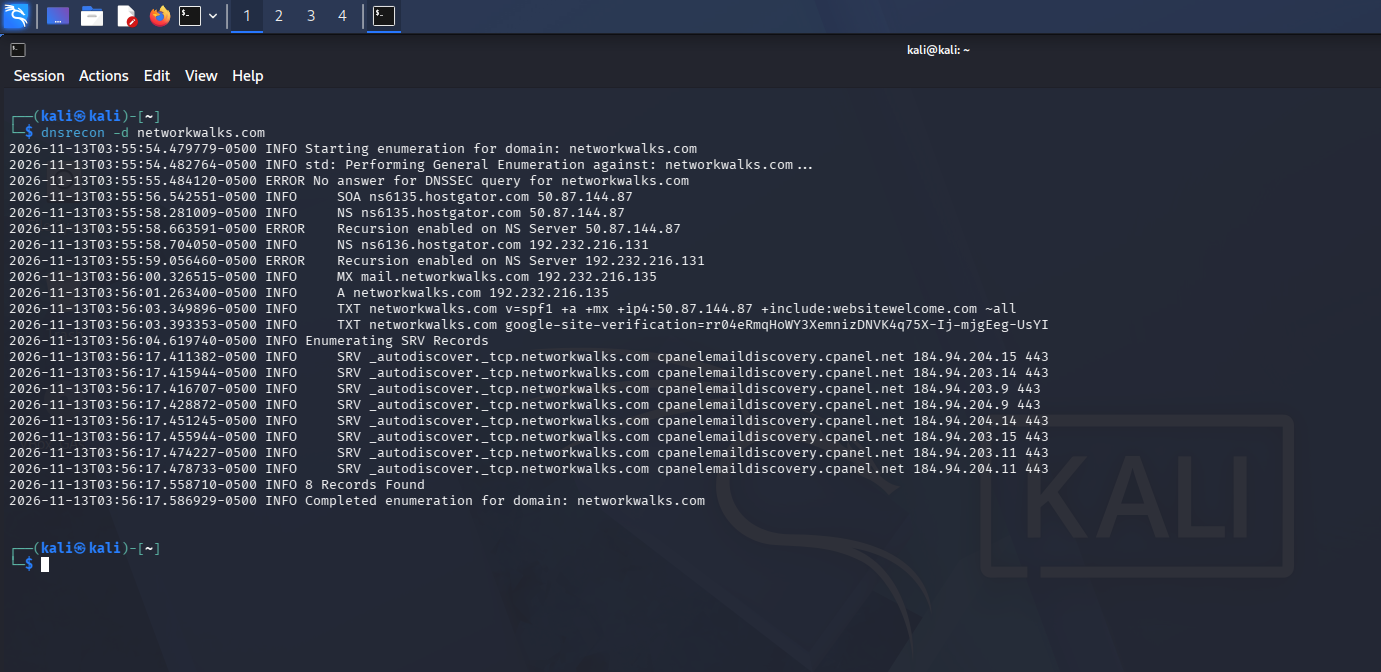 1 2 3 4
kali@kali: ~
Session Actions Edit View Help
┌──(kali㉿kali)-[~]
└─$ dnsrecon -d networkwalks.com
2026-11-13T03:55:54.479779-0500 INFO Starting enumeration for domain: networkwalks.com
2026-11-13T03:55:54.482764-0500 INFO std: Performing General Enumeration against: networkwalks.com...
2026-11-13T03:55:55.484120-0500 ERROR No answer for DNSSEC query for networkwalks.com
2026-11-13T03:55:56.542551-0500 INFO     SOA ns6135.hostgator.com 50.87.144.87
2026-11-13T03:55:58.281009-0500 INFO     NS ns6135.hostgator.com 50.87.144.87
2026-11-13T03:55:58.663591-0500 ERROR    Recursion enabled on NS Server 50.87.144.87
2026-11-13T03:55:58.704050-0500 INFO     NS ns6136.hostgator.com 192.232.216.131
2026-11-13T03:55:59.056460-0500 ERROR    Recursion enabled on NS Server 192.232.216.131
2026-11-13T03:56:00.326515-0500 INFO     MX mail.networkwalks.com 192.232.216.135
2026-11-13T03:56:01.263400-0500 INFO     A networkwalks.com 192.232.216.135
2026-11-13T03:56:03.349896-0500 INFO     TXT networkwalks.com v=spf1 +a +mx +ip4:50.87.144.87 +include:websitewelcome.com ~all
2026-11-13T03:56:03.393353-0500 INFO     TXT networkwalks.com google-site-verification=rr04eRmqHoWY3XemnizDNVK4q75X-Ij-mjgEeg-UsYI
2026-11-13T03:56:04.619740-0500 INFO Enumerating SRV Records
2026-11-13T03:56:17.411382-0500 INFO     SRV _autodiscover._tcp.networkwalks.com cpanelemaildiscovery.cpanel.net 184.94.204.15 443
2026-11-13T03:56:17.415944-0500 INFO     SRV _autodiscover._tcp.networkwalks.com cpanelemaildiscovery.cpanel.net 184.94.203.14 443
2026-11-13T03:56:17.416707-0500 INFO     SRV _autodiscover._tcp.networkwalks.com cpanelemaildiscovery.cpanel.net 184.94.203.9 443
2026-11-13T03:56:17.428872-0500 INFO     SRV _autodiscover._tcp.networkwalks.com cpanelemaildiscovery.cpanel.net 184.94.204.9 443
2026-11-13T03:56:17.451245-0500 INFO     SRV _autodiscover._tcp.networkwalks.com cpanelemaildiscovery.cpanel.net 184.94.204.14 443
2026-11-13T03:56:17.455944-0500 INFO     SRV _autodiscover._tcp.networkwalks.com cpanelemaildiscovery.cpanel.net 184.94.203.15 443
2026-11-13T03:56:17.474227-0500 INFO     SRV _autodiscover._tcp.networkwalks.com cpanelemaildiscovery.cpanel.net 184.94.203.11 443
2026-11-13T03:56:17.478733-0500 INFO     SRV _autodiscover._tcp.networkwalks.com cpanelemaildiscovery.cpanel.net 184.94.204.11 443
2026-11-13T03:56:17.558710-0500 INFO 8 Records Found
2026-11-13T03:56:17.586929-0500 INFO Completed enumeration for domain: networkwalks.com
┌──(kali㉿kali)-[~]
└─$
KALI